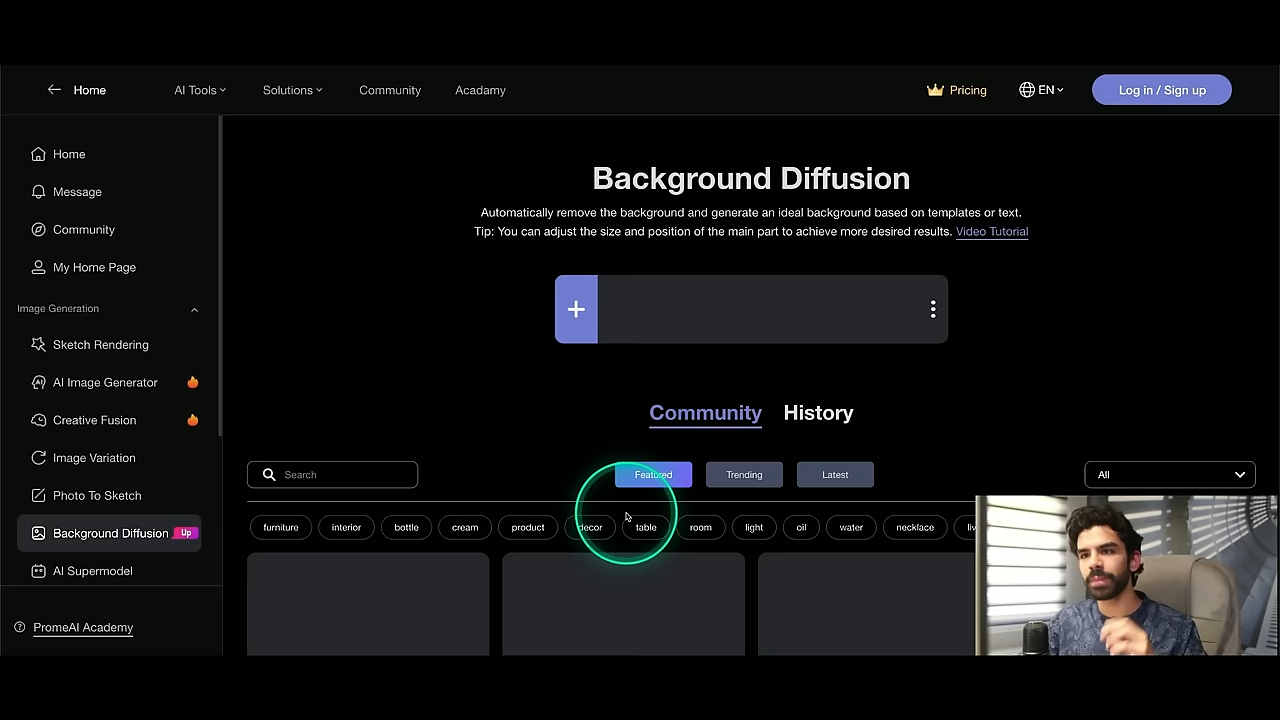 Home
AI Tools
Solutions
Community
Acadamy
Pricing
EN
Log in / Sign up
Home
Message
Community
My Home Page
Image Generation
Sketch Rendering
AI Image Generator
Creative Fusion
Image Variation
Photo To Sketch
Background Diffusion Up
AI Supermodel
PromeAI Academy
Background Diffusion
Automatically remove the background and generate an ideal background based on templates or text.
Tip: You can adjust the size and position of the main part to achieve more desired results. Video Tutorial
Community History
Search
Featured
Trending
Latest
All
furniture interior bottle cream product decor table room light oil water necklace